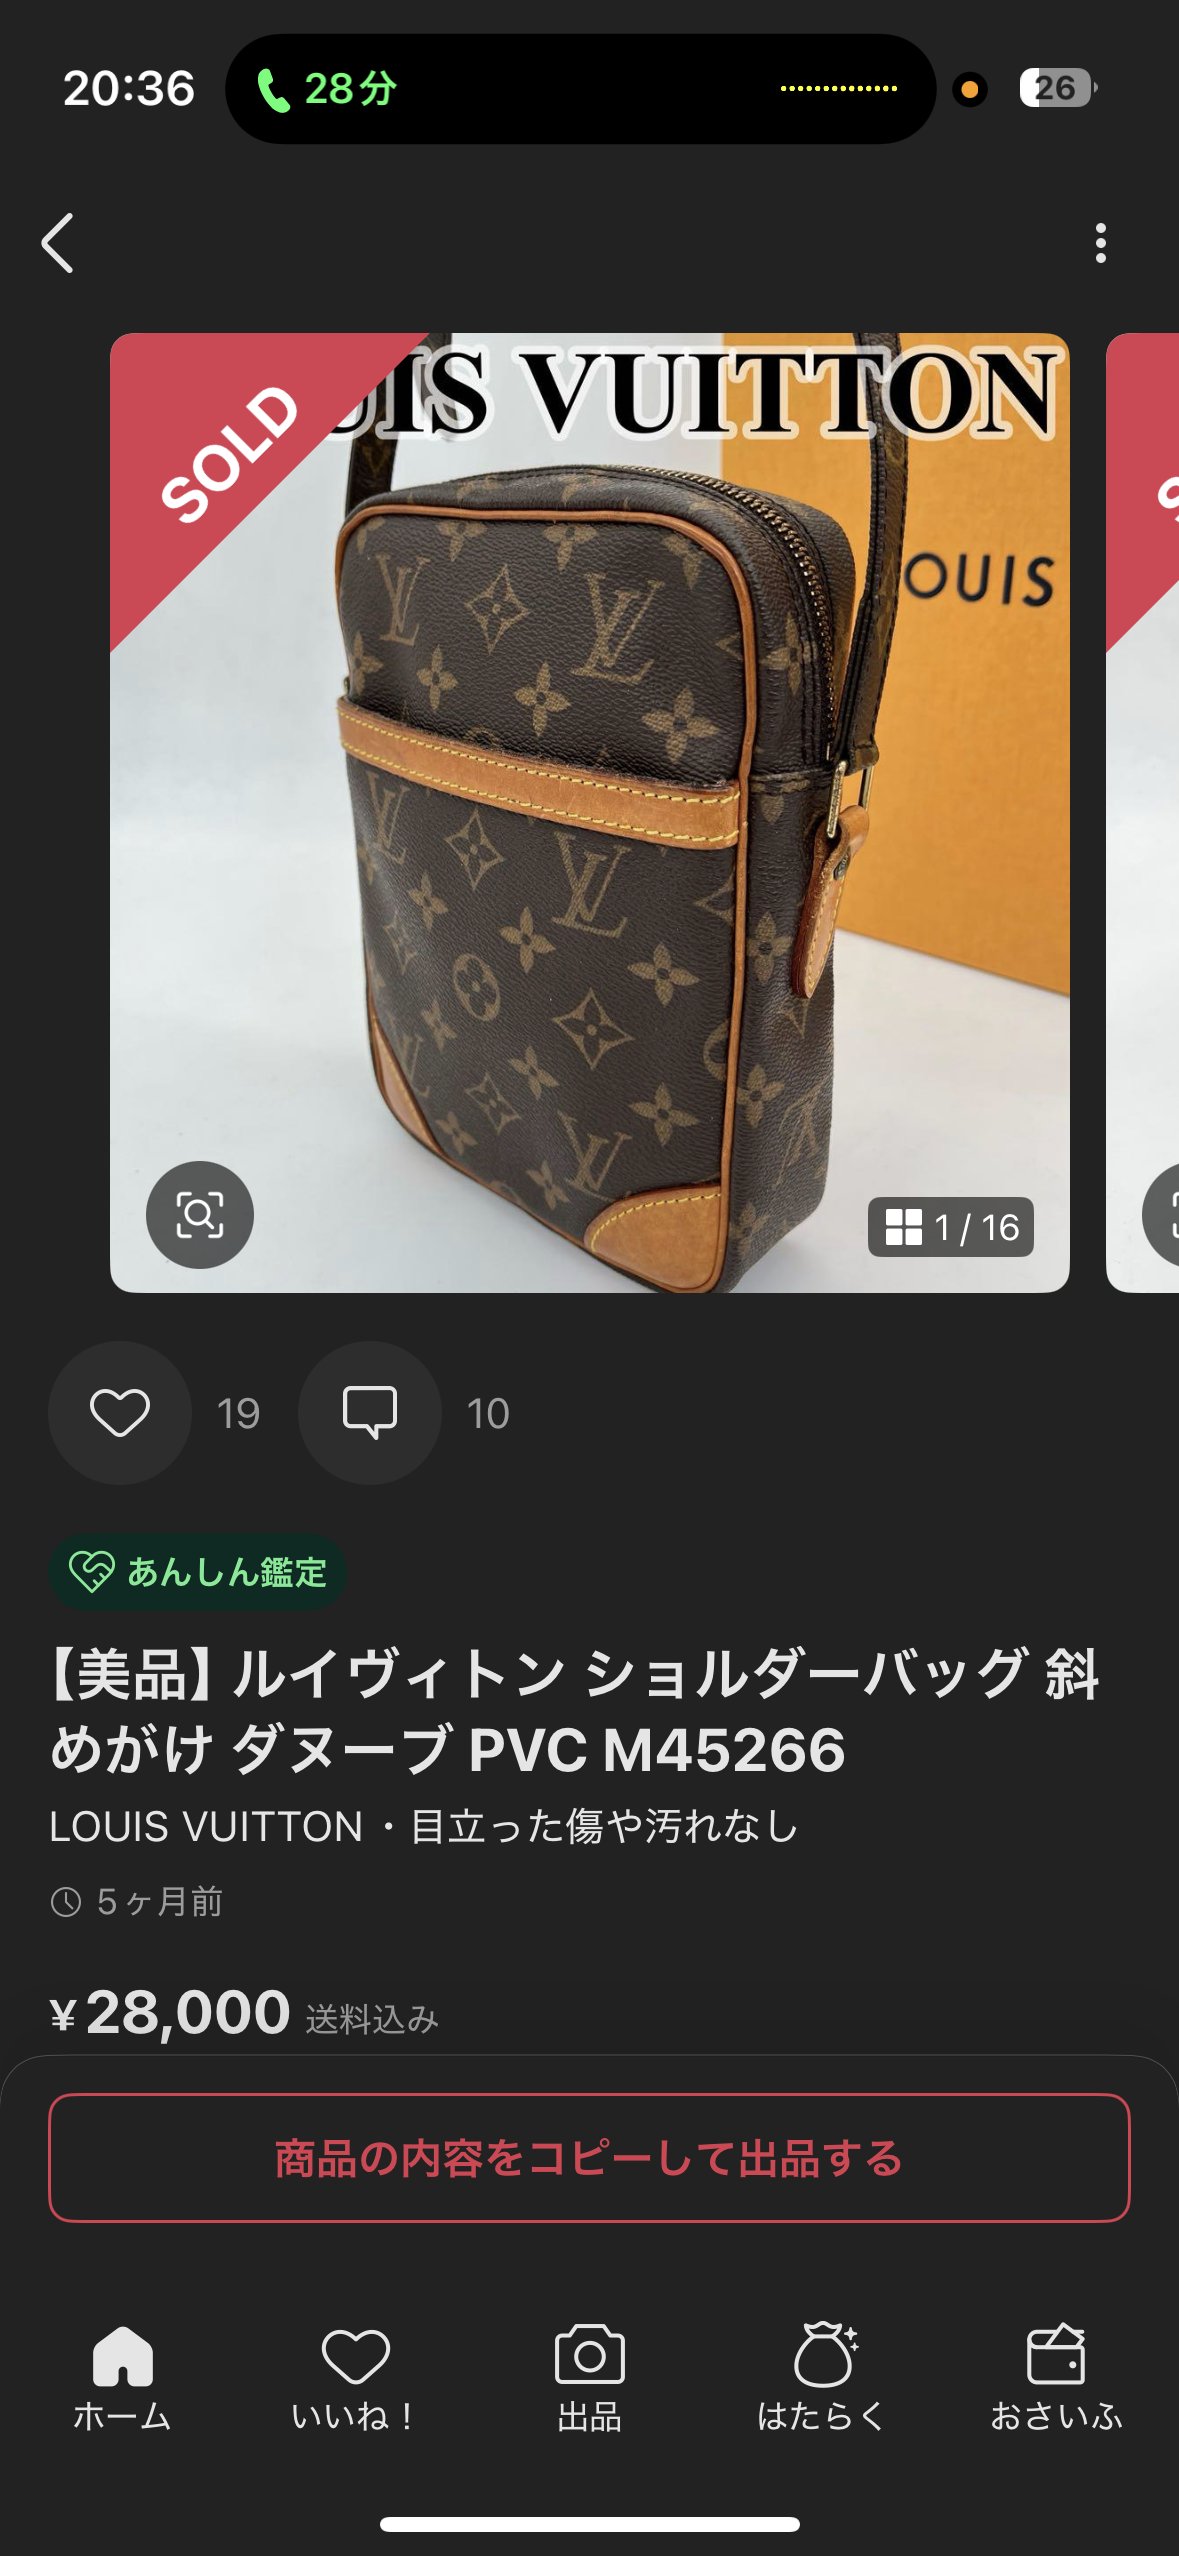 20:36
28分
26
SOLD
UIS VUITTON
OUIS
1 / 16
19
10
あんしん鑑定
【美品】ルイヴィトン ショルダーバッグ 斜
めがけ ダヌーブ PVC M45266
LOUIS VUITTON・目立った傷や汚れなし
5ヶ月前
¥28,000 送料込み
商品の内容をコピーして出品する
ホーム
いいね！
出品
はたらく
おさいふ